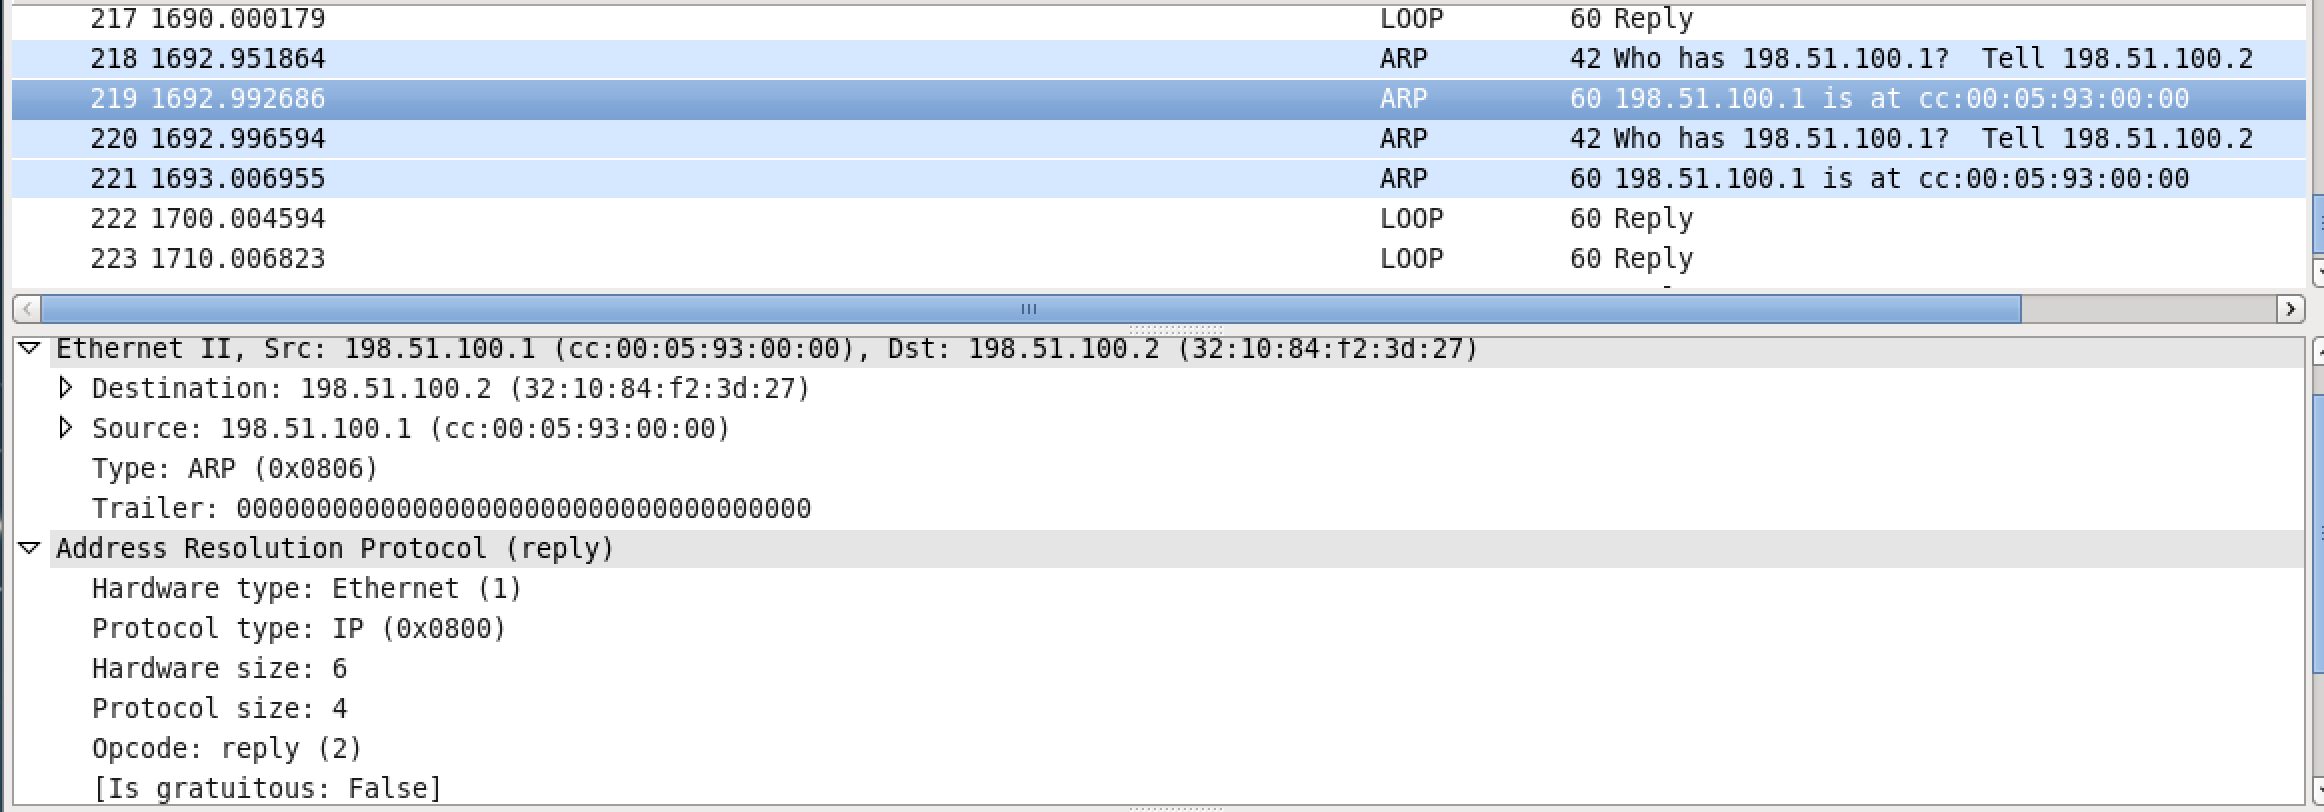 217 1690.000179 LOOP 60 Reply
218 1692.951864 ARP 42 Who has 198.51.100.1?  Tell 198.51.100.2
219 1692.992686 ARP 60 198.51.100.1 is at cc:00:05:93:00:00
220 1692.996594 ARP 42 Who has 198.51.100.1?  Tell 198.51.100.2
221 1693.006955 ARP 60 198.51.100.1 is at cc:00:05:93:00:00
222 1700.004594 LOOP 60 Reply
223 1710.006823 LOOP 60 Reply
Ethernet II, Src: 198.51.100.1 (cc:00:05:93:00:00), Dst: 198.51.100.2 (32:10:84:f2:3d:27)
Destination: 198.51.100.2 (32:10:84:f2:3d:27)
Source: 198.51.100.1 (cc:00:05:93:00:00)
Type: ARP (0x0806)
Trailer: 000000000000000000000000000000000000
Address Resolution Protocol (reply)
Hardware type: Ethernet (1)
Protocol type: IP (0x0800)
Hardware size: 6
Protocol size: 4
Opcode: reply (2)
[Is gratuitous: False]